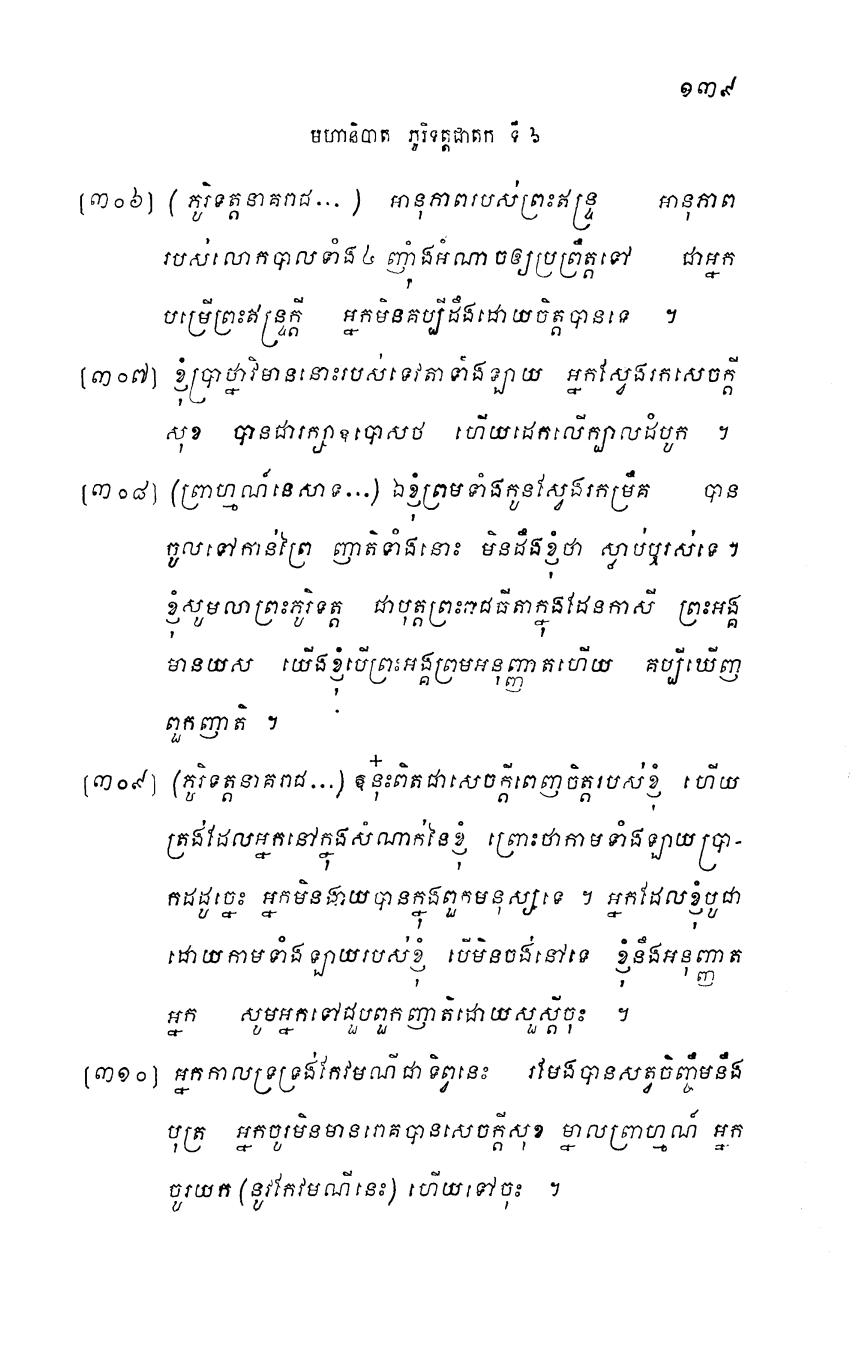 ១៣៩
មហានិបាត ភូរិទត្តជាតក ទី ៦
[៣០៦] ( ភូរិទត្តនាគរាជ... ) អានុភាពរបស់ព្រះឥន្ទ្រ អានុភាព
របស់លោកបាលទាំង៤ ញ៉ាំងអំណាចឲ្យប្រព្រឹត្តទៅ ជាអ្នក
បម្រើព្រះឥន្ទ្រក្តី អ្នកមិនគប្បីដឹងដោយចិត្តបានទេ ។
[៣០៧] ខ្ញុំប្រាថ្នាវិមាននោះរបស់ទេវតាទាំងឡាយ អ្នកស្វែងរកសេចក្តី
សុខ បានជារក្សាឧបោសថ ហើយដេកលើក្បាលដំបូក ។
[៣០៨] (ព្រាហ្មណ៍នេសាទ...) ឯខ្ញុំព្រមទាំងកូនស្វែងរកម្រឹគ បាន
ចូលទៅកាន់ព្រៃ ញាតិទាំងនោះ មិនដឹងខ្ញុំថា ស្លាប់ឬរស់ទេ ។
ខ្ញុំសូមលាព្រះភូរិទត្ត ជាបុត្តព្រះរាជធីតាក្នុងដែនកាសី ព្រះអង្គ
មានយស យើងខ្ញុំបើព្រះអង្គព្រមអនុញ្ញាតហើយ គប្បីឃើញ
ពួកញាតិ ។
[៣០៩] (ភូរិទត្តនាគរាជ...) ឧនុ៎ះពិតជាសេចក្តីពេញចិត្តរបស់ខ្ញុំ ហើយ
ត្រង់ដែលអ្នកនៅក្នុងសំណាក់នៃខ្ញុំ ព្រោះថាកាមទាំងឡាយប្រា-
កដដូច្នេះ អ្នកមិនងាយបានក្នុងពួកមនុស្សទេ ។ អ្នកដែលខ្ញុំបូជា
ដោយកាមទាំងឡាយរបស់ខ្ញុំ បើមិនចង់នៅទេ ខ្ញុំនឹងអនុញ្ញាត
អ្នក សូមអ្នកទៅជួបពួកញាតិដោយសួស្តីចុះ ។
[៣១០] អ្នកកាលទ្រទ្រង់កែវមណីជាទិព្វនេះ រមែងបានសត្វចិញ្ចឹមនឹង
បុត្រ អ្នកចូរមិនមានរោគបានសេចក្តីសុខ ម្នាលព្រាហ្មណ៍ អ្នក
ចូរយក (នូវកែវមណីនេះ) ហើយទៅចុះ ។